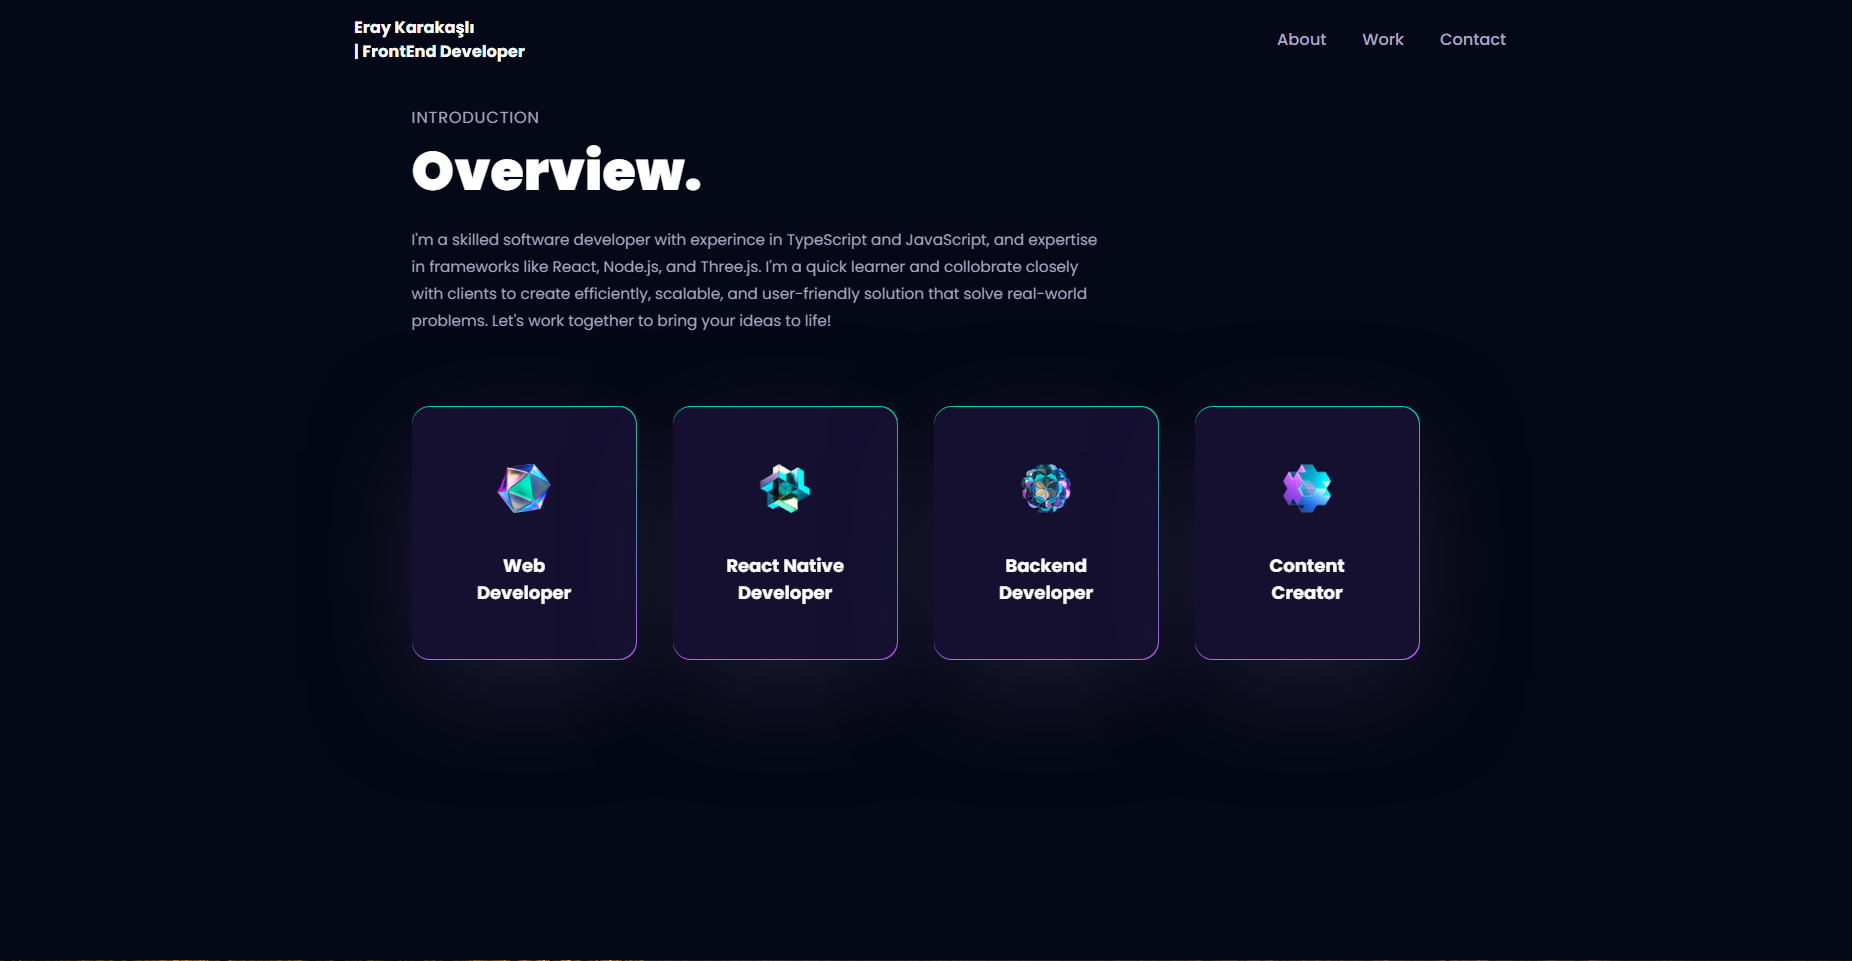 Eray Karakaşlı
| FrontEnd Developer
About Work Contact
INTRODUCTION
Overview.
I'm a skilled software developer with experince in TypeScript and JavaScript, and expertise
in frameworks like React, Node.js, and Three.js. I'm a quick learner and collobrate closely
with clients to create efficiently, scalable, and user-friendly solution that solve real-world
problems. Let's work together to bring your ideas to life!
Web
Developer
React Native
Developer
Backend
Developer
Content
Creator